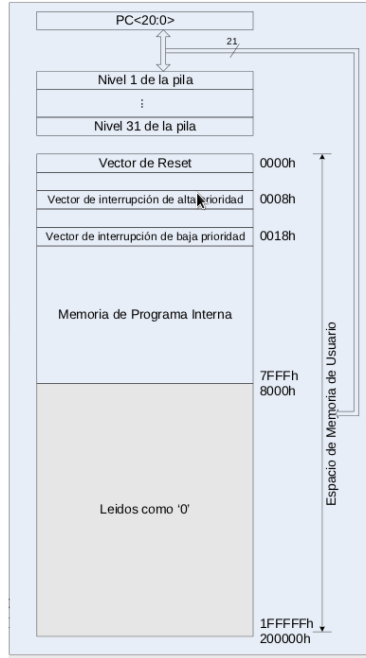 PC<20:0>
21
Nivel 1 de la pila
⋮
Nivel 31 de la pila
Vector de Reset 0000h
Vector de interrupción de alta prioridad 0008h
Vector de interrupción de baja prioridad 0018h
Memoria de Programa Interna
7FFFh
8000h
Espacio de Memoria de Usuario
Leidos como ‘0’
1FFFFFh
200000h